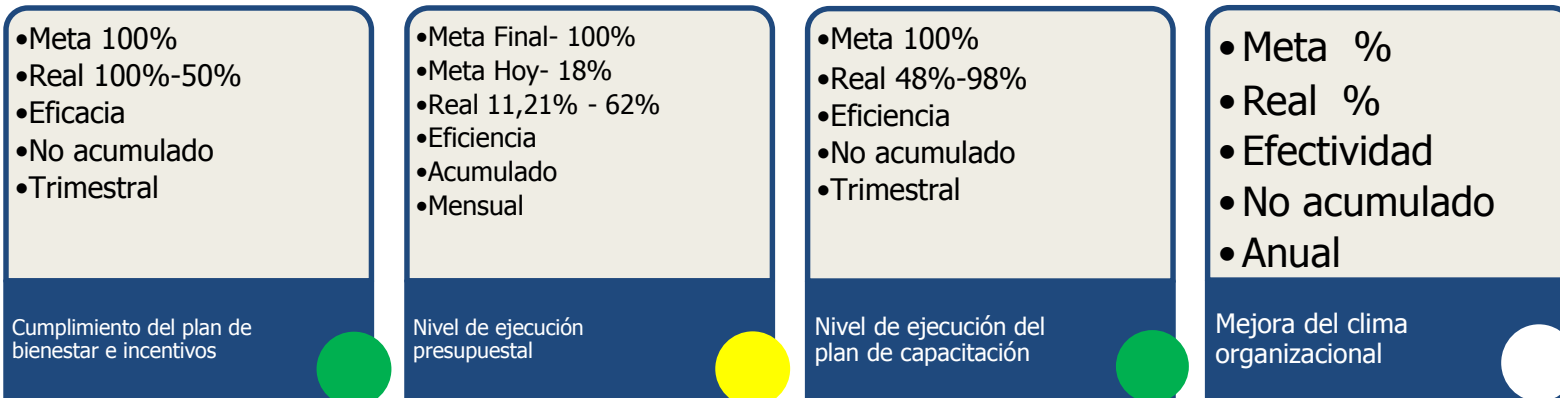 •Meta 100%
•Real 100%-50%
•Eficacia
•No acumulado
•Trimestral
Cumplimiento del plan de
bienestar e incentivos
•Meta Final- 100%
•Meta Hoy- 18%
•Real 11,21% - 62%
•Eficiencia
•Acumulado
•Mensual
Nivel de ejecución
presupuestal
•Meta 100%
•Real 48%-98%
•Eficiencia
•No acumulado
•Trimestral
Nivel de ejecución del
plan de capacitación
•Meta %
•Real %
•Efectividad
•No acumulado
•Anual
Mejora del clima
organizacional